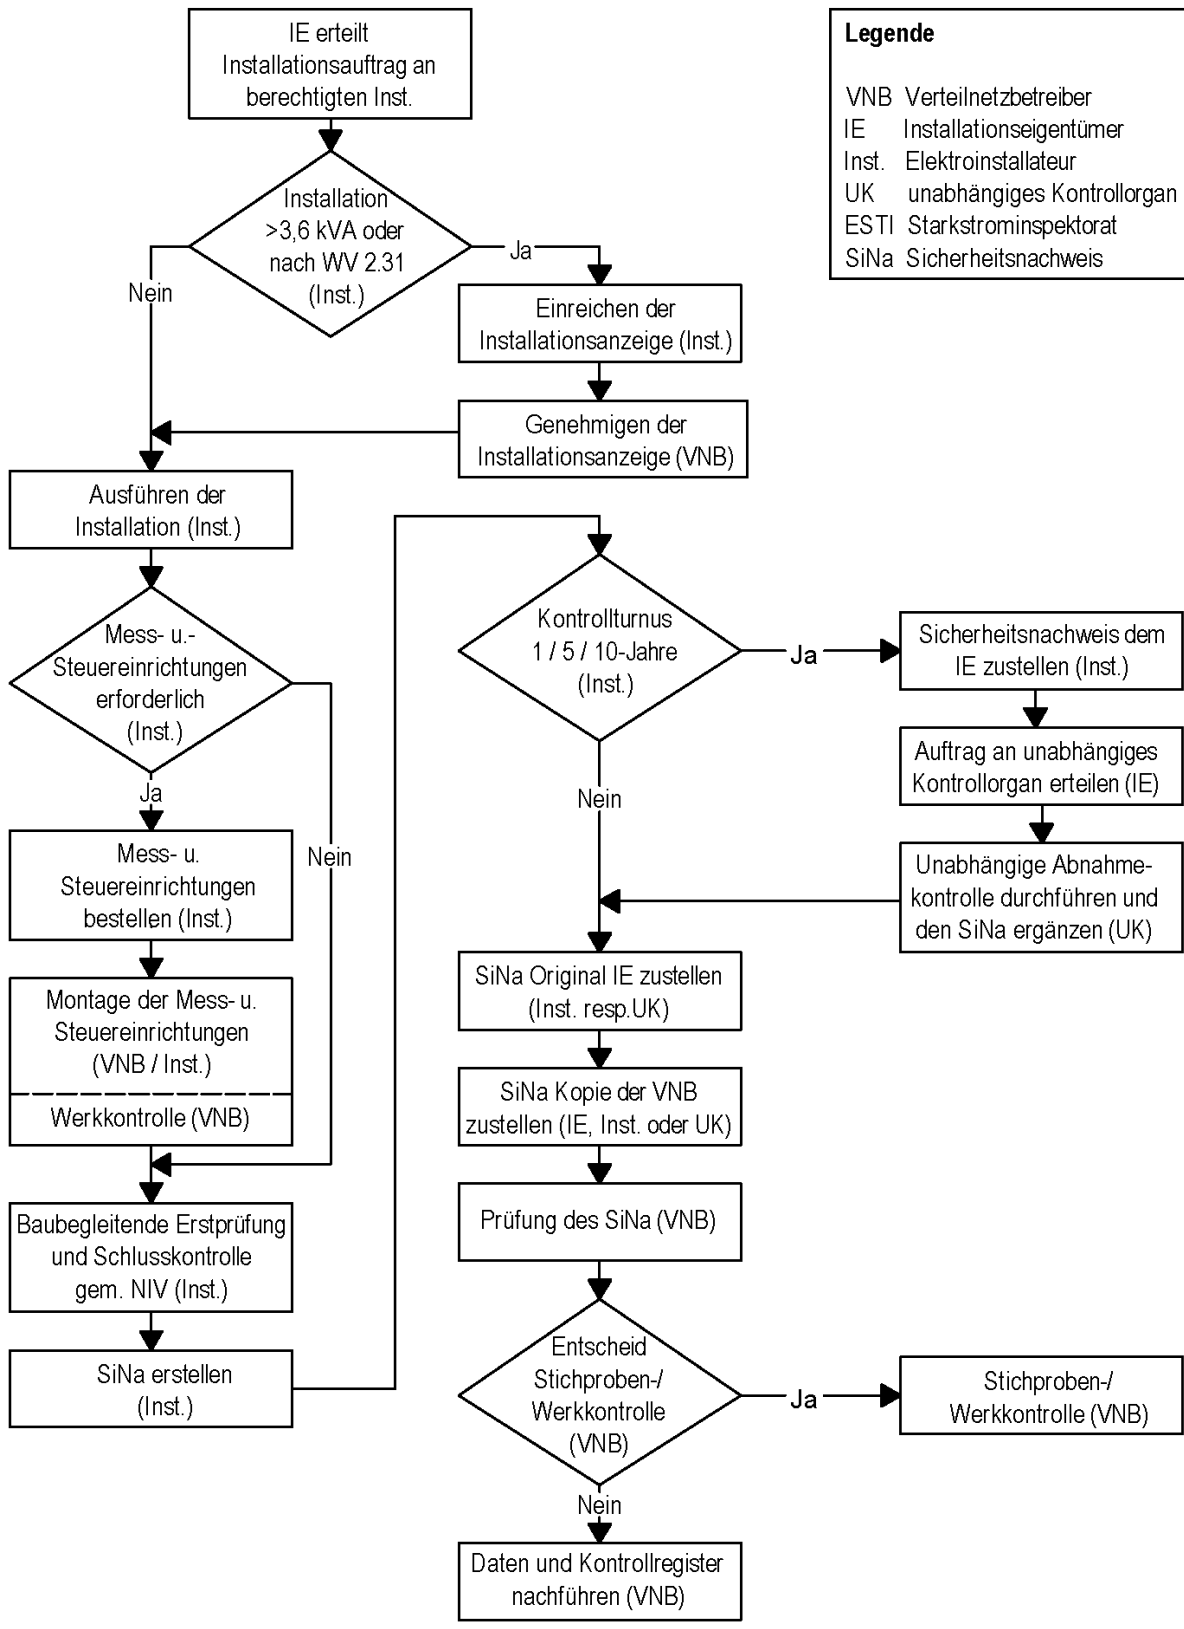 IE erteilt
Installationsauftrag an
berechtigten Inst.
Legende
VNB Verteilnetzbetreiber
IE Installationseigentümer
Inst. Elektroinstallateur
UK unabhängiges Kontrollorgan
ESTI Starkstrominspektorat
SiNa Sicherheitsnachweis
Installation
>3,6 kVA oder
nach WV 2.31
(Inst.)
Ja
Nein
Einreichen der
Installationsanzeige (Inst.)
Genehmigen der
Installationsanzeige (VNB)
Ausführen der
Installation (Inst.)
Mess- u.-
Steuereinrichtungen
erforderlich
(Inst.)
Ja
Nein
Mess- u.
Steuereinrichtungen
bestellen (Inst.)
Montage der Mess- u.
Steuereinrichtungen
(VNB / Inst.)
Werkkontrolle (VNB)
Baubegleitende Erstprüfung
und Schlusskontrolle
gem. NIV (Inst.)
SiNa erstellen
(Inst.)
Kontrollturnus
1 / 5 / 10-Jahre
(Inst.)
Ja
Nein
Sicherheitsnachweis dem
IE zustellen (Inst.)
Auftrag an unabhängiges
Kontrollorgan erteilen (IE)
Unabhängige Abnahme-
kontrolle durchführen und
den SiNa ergänzen (UK)
SiNa Original IE zustellen
(Inst. resp.UK)
SiNa Kopie der VNB
zustellen (IE, Inst. oder UK)
Prüfung des SiNa (VNB)
Entscheid
Stichproben-/
Werkkontrolle
(VNB)
Ja
Stichproben-/
Werkkontrolle (VNB)
Nein
Daten und Kontrollregister
nachführen (VNB)